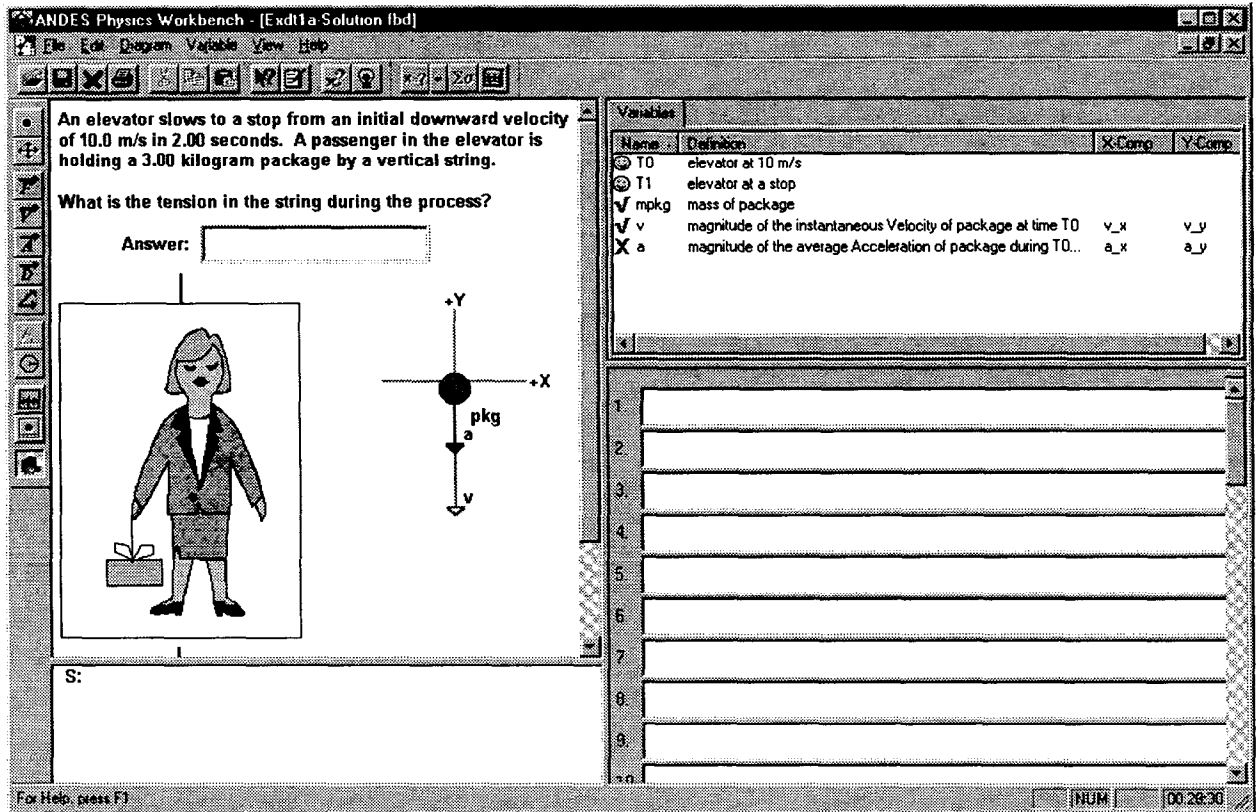 ANDES Physics Workbench - [Exdt1a-Solution fbd]
File Edit Diagram Variable View Help
An elevator slows to a stop from an initial downward velocity
of 10.0 m/s in 2.00 seconds. A passenger in the elevator is
holding a 3.00 kilogram package by a vertical string.
What is the tension in the string during the process?
Answer:
+Y
+X
pkg
a
v
S:
Variables
Name Definition X-Comp Y-Comp
T0 elevator at 10 m/s
T1 elevator at a stop
mpkg mass of package
v magnitude of the instantaneous Velocity of package at time T0 v_x v_y
a magnitude of the average Acceleration of package during T0... a_x a_y
1.
2.
3.
4.
5.
6.
7.
8.
9.
10
For Help, press F1
NUM
00:28:30